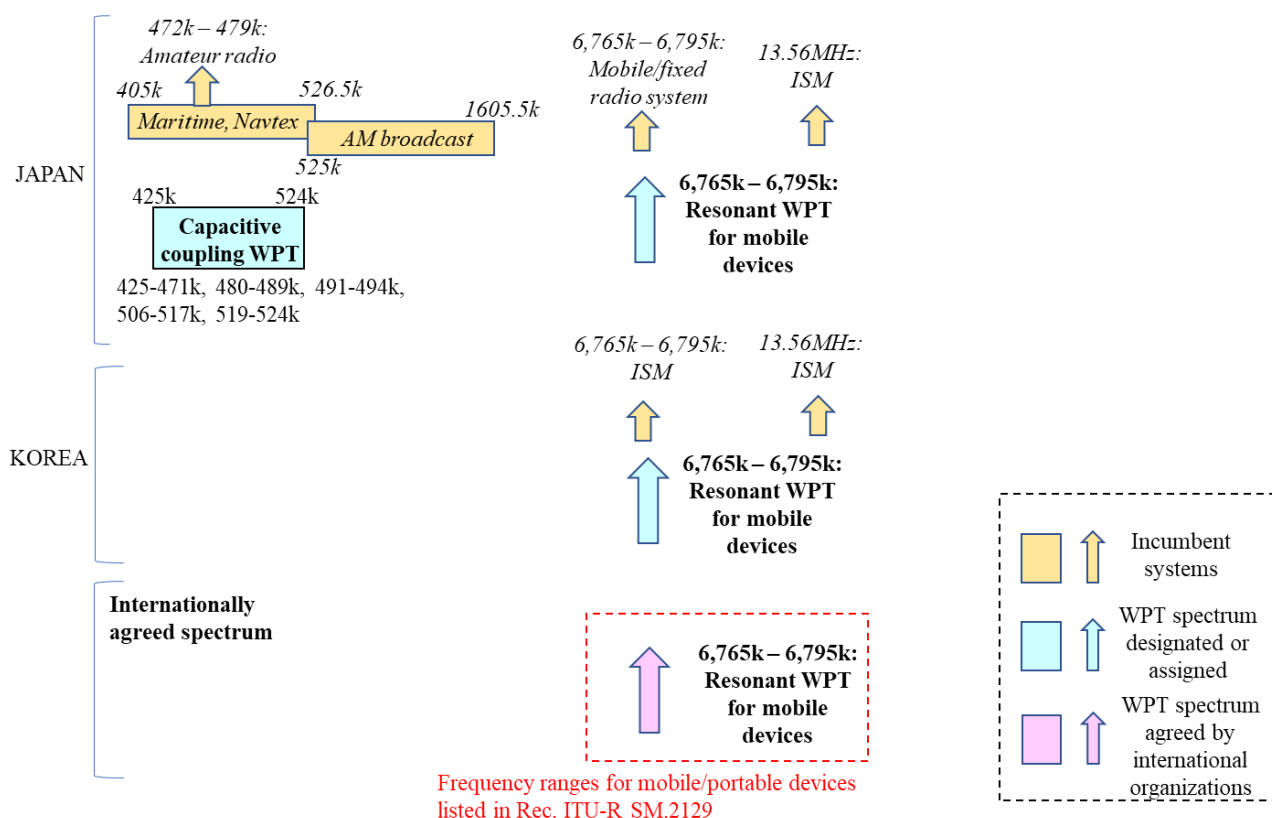 472k – 479k:
Amateur radio
405k
526.5k
1605.5k
Maritime, Navtex
AM broadcast
525k
6,765k – 6,795k:
Mobile/fixed
radio system
13.56MHz:
ISM
JAPAN
425k
524k
Capacitive
coupling WPT
425-471k, 480-489k, 491-494k,
506-517k, 519-524k
6,765k – 6,795k:
Resonant WPT
for mobile
devices
KOREA
6,765k – 6,795k:
ISM
13.56MHz:
ISM
6,765k – 6,795k:
Resonant WPT
for mobile
devices
Internationally
agreed spectrum
6,765k – 6,795k:
Resonant WPT
for mobile
devices
Frequency ranges for mobile/portable devices
listed in Rec. ITU-R SM.2129
Incumbent
systems
WPT spectrum
designated or
assigned
WPT spectrum
agreed by
international
organizations